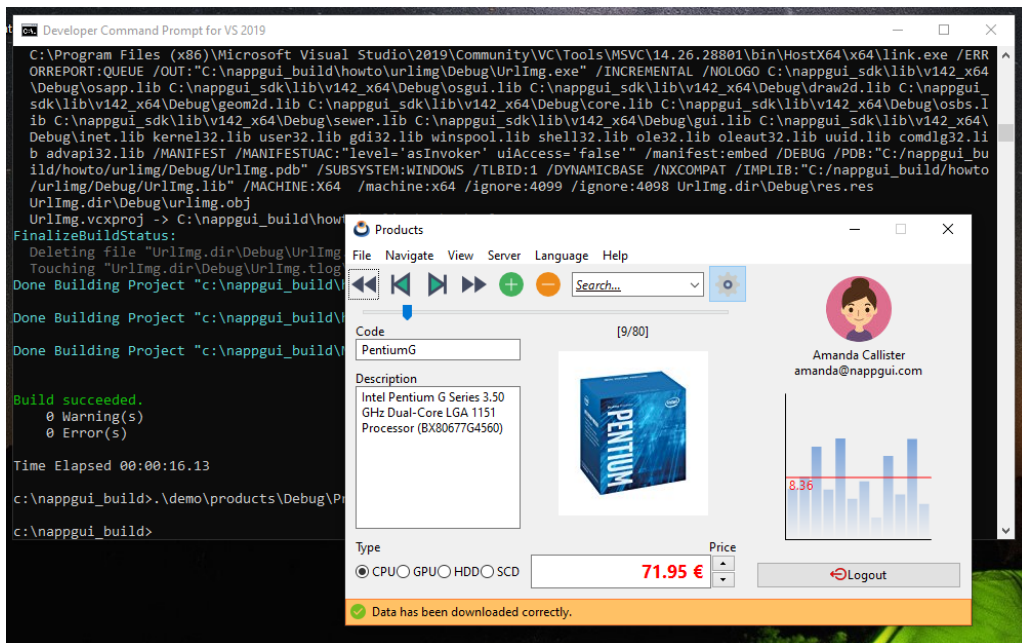 Developer Command Prompt for VS 2019
C:\Program Files (x86)\Microsoft Visual Studio\2019\Community\VC\Tools\MSVC\14.26.28801\bin\HostX64\x64\link.exe /ERR
ORREPORT:QUEUE /OUT:"C:\nappgui_build\howto\urlimg\Debug\UrlImg.exe" /INCREMENTAL /NOLOGO C:\nappgui_sdk\lib\v142_x64
\Debug\osapp.lib C:\nappgui_sdk\lib\v142_x64\Debug\osgui.lib C:\nappgui_sdk\lib\v142_x64\Debug\draw2d.lib C:\nappgui_
sdk\lib\v142_x64\Debug\geom2d.lib C:\nappgui_sdk\lib\v142_x64\Debug\core.lib C:\nappgui_sdk\lib\v142_x64\Debug\osbs.l
ib C:\nappgui_sdk\lib\v142_x64\Debug\sewer.lib C:\nappgui_sdk\lib\v142_x64\Debug\gui.lib C:\nappgui_sdk\lib\v142_x64\
Debug\inet.lib kernel32.lib user32.lib gdi32.lib winspool.lib shell32.lib ole32.lib oleaut32.lib uuid.lib comdlg32.li
b advapi32.lib /MANIFEST /MANIFESTUAC:"level='asInvoker' uiAccess='false'" /manifest:embed /DEBUG /PDB:"C:/nappgui_bu
ild/howto/urlimg/Debug/UrlImg.pdb" /SUBSYSTEM:WINDOWS /TLBID:1 /DYNAMICBASE /NXCOMPAT /IMPLIB:"C:/nappgui_build/howto
/urlimg/Debug/UrlImg.lib" /MACHINE:X64  /machine:x64 /ignore:4099 /ignore:4098 UrlImg.dir\Debug\res.res
UrlImg.dir\Debug\urlimg.obj
UrlImg.vcxproj -> C:\nappgui_build\how
FinalizeBuildStatus:
Deleting file "UrlImg.dir\Debug\UrlImg
Touching "UrlImg.dir\Debug\UrlImg.tlog
Done Building Project "c:\nappgui_build\
Done Building Project "c:\nappgui_build\
Done Building Project "c:\nappgui_build\
Build succeeded.
0 Warning(s)
0 Error(s)
Time Elapsed 00:00:16.13
c:\nappgui_build>.\demo\products\Debug\Pr
c:\nappgui_build>
Products
File Navigate View Server Language Help
Search...
Code
[9/80]
PentiumG
Description
Intel Pentium G Series 3.50
GHz Dual-Core LGA 1151
Processor (BX80677G4560)
PENTIUM
Amanda Callister
amanda@nappgui.com
8.36
Type
Price
CPU GPU HDD SCD
71.95 €
Logout
Data has been downloaded correctly.